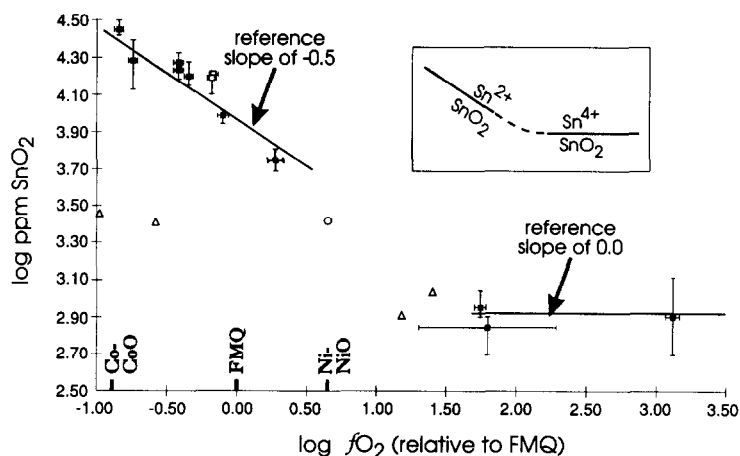 4.50
4.30
4.10
3.90
3.70
3.50
3.30
3.10
2.90
2.70
2.50
log ppm SnO2
reference
slope of -0.5
Sn2+
SnO2
Sn4+
SnO2
reference
slope of 0.0
Co-
CoO
FMQ
Ni-
NiO
-1.00
-0.50
0.00
0.50
1.00
1.50
2.00
2.50
3.00
3.50
log fO2 (relative to FMQ)